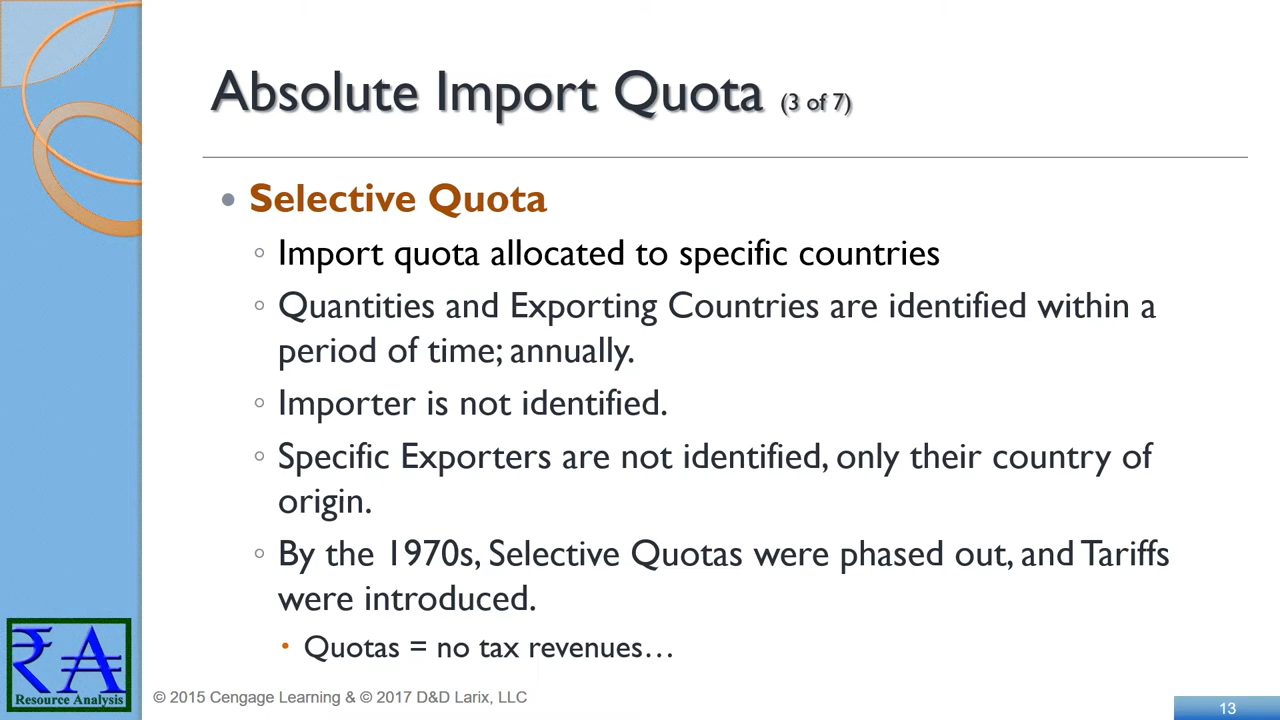 Absolute Import Quota (3 of 7)
• Selective Quota
◦ Import quota allocated to specific countries
◦ Quantities and Exporting Countries are identified within a
period of time; annually.
◦ Importer is not identified.
◦ Specific Exporters are not identified, only their country of
origin.
◦ By the 1970s, Selective Quotas were phased out, and Tariffs
were introduced.
• Quotas = no tax revenues…
₹A
Resource Analysis
© 2015 Cengage Learning & © 2017 D&D Larix, LLC
13